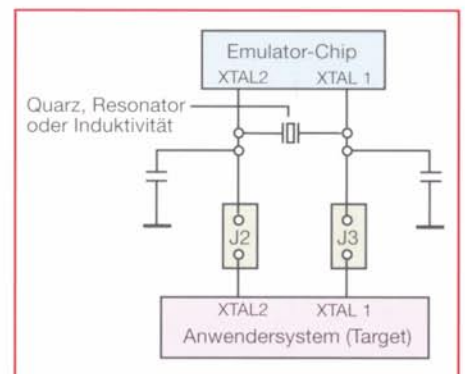 Emulator-Chip
XTAL2 XTAL 1
Quarz, Resonator
oder Induktivität
J2 J3
XTAL2 XTAL 1
Anwendersystem (Target)